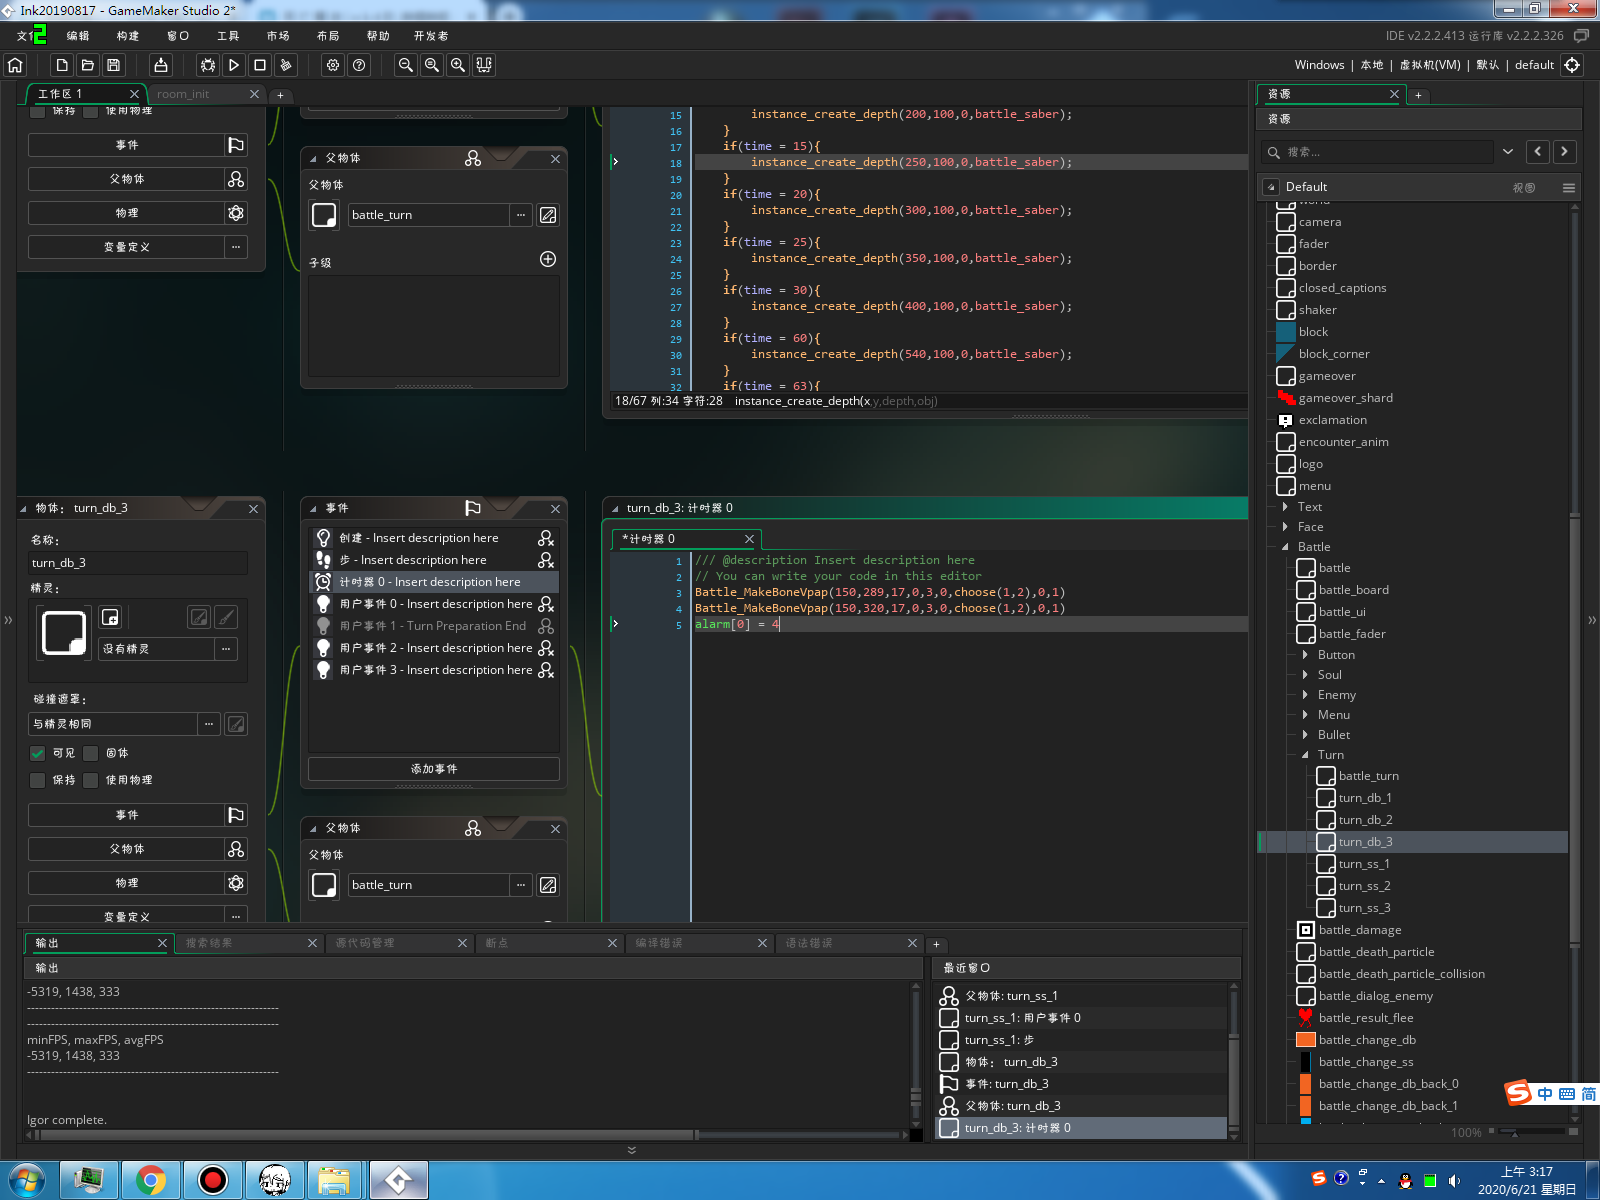 Ink20190817 - GameMaker Studio 2*
文件 编辑 构建 窗口 工具 市场 布局 帮助 开发者
2
IDE v2.2.2.413 运行库 v2.2.2.326
Windows | 本地 | 虚拟机(VM) | 默认 | default
工作区 1
room_init
保持 使用物理
事件
父物体
物理
变量定义 ...
父物体
父物体
battle_turn ...
子级
15 instance_create_depth(200,100,0,battle_saber);
16 }
17 if(time = 15){
18 instance_create_depth(250,100,0,battle_saber);
19 }
20 if(time = 20){
21 instance_create_depth(300,100,0,battle_saber);
22 }
23 if(time = 25){
24 instance_create_depth(350,100,0,battle_saber);
25 }
26 if(time = 30){
27 instance_create_depth(400,100,0,battle_saber);
28 }
29 if(time = 60){
30 instance_create_depth(540,100,0,battle_saber);
31 }
32 if(time = 63){
18/67 列:34 字符:28 instance_create_depth(x,y,depth,obj)
物体: turn_db_3
名称:
turn_db_3
精灵:
没有精灵 ...
碰撞遮罩:
与精灵相同 ...
可见 固体
保持 使用物理
事件
父物体
物理
变量定义 ...
事件
创建 - Insert description here
步 - Insert description here
计时器 0 - Insert description here
用户事件 0 - Insert description here
用户事件 1 - Turn Preparation End
用户事件 2 - Insert description here
用户事件 3 - Insert description here
添加事件
父物体
父物体
battle_turn ...
turn_db_3: 计时器 0
*计时器 0
1 /// @description Insert description here
2 // You can write your code in this editor
3 Battle_MakeBoneVpap(150,289,17,0,3,0,choose(1,2),0,1)
4 Battle_MakeBoneVpap(150,320,17,0,3,0,choose(1,2),0,1)
5 alarm[0] = 4
输出 搜索结果 源代码管理 断点 编译错误 语法错误
输出
-5319, 1438, 333
minFPS, maxFPS, avgFPS
-5319, 1438, 333
Igor complete.
最近窗口
父物体: turn_ss_1
turn_ss_1: 用户事件 0
turn_ss_1: 步
物体: turn_db_3
事件: turn_db_3
父物体: turn_db_3
turn_db_3: 计时器 0
资源
资源
搜索...
Default 视图
world
camera
fader
border
closed_captions
shaker
block
block_corner
gameover
gameover_shard
exclamation
encounter_anim
logo
menu
Text
Face
Battle
battle
battle_board
battle_ui
battle_fader
Button
Soul
Enemy
Menu
Bullet
Turn
battle_turn
turn_db_1
turn_db_2
turn_db_3
turn_ss_1
turn_ss_2
turn_ss_3
battle_damage
battle_death_particle
battle_death_particle_collision
battle_dialog_enemy
battle_result_flee
battle_change_db
battle_change_ss
battle_change_db_back_0
battle_change_db_back_1
100%
中 简
上午 3:17
2020/6/21 星期日